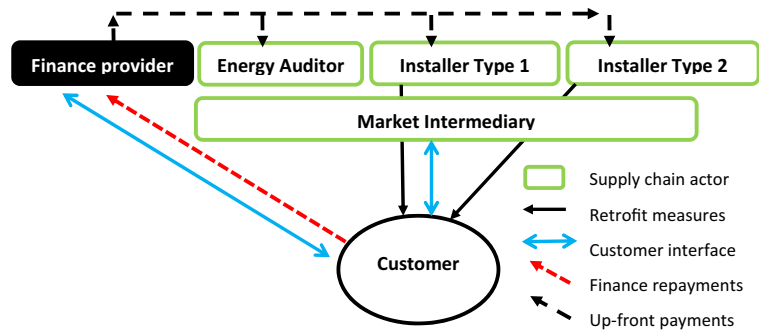 Finance provider
Energy Auditor
Installer Type 1
Installer Type 2
Market Intermediary
Customer
Supply chain actor
Retrofit measures
Customer interface
Finance repayments
Up-front payments